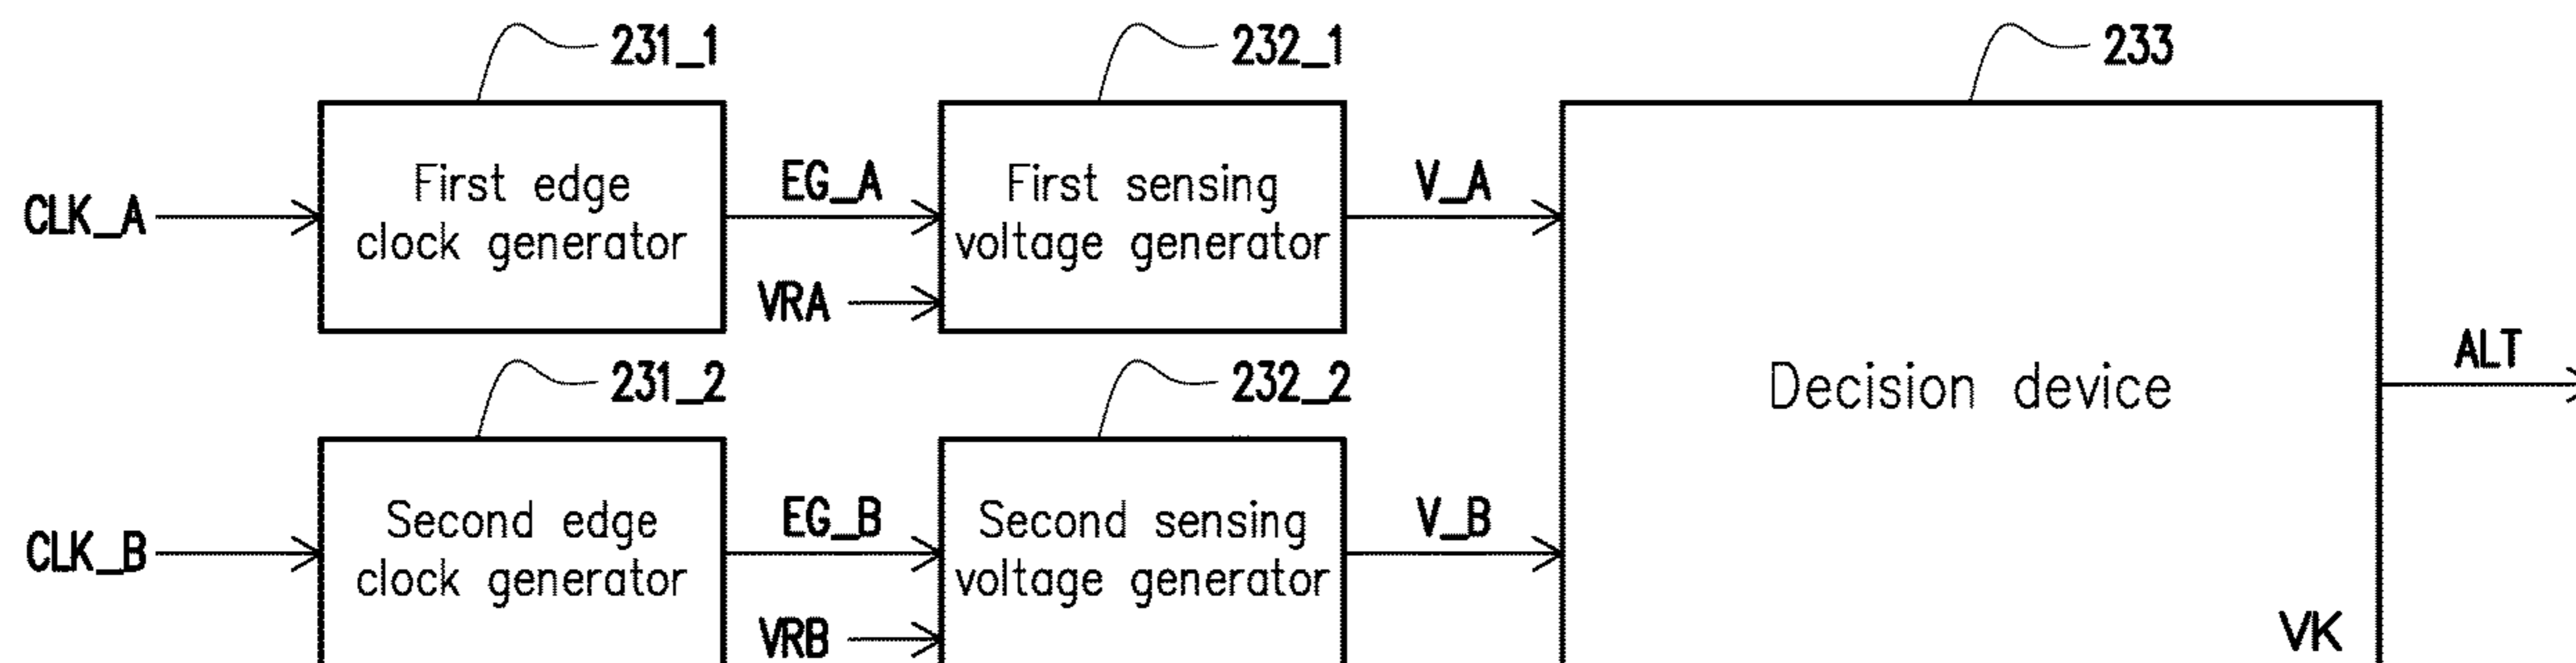 231_1
232_1
233
First edge
clock generator
First sensing
voltage generator
CLK_A
EG_A
VRA
V_A
Decision device
ALT
231_2
232_2
Second edge
clock generator
Second sensing
voltage generator
CLK_B
EG_B
VRB
V_B
VK